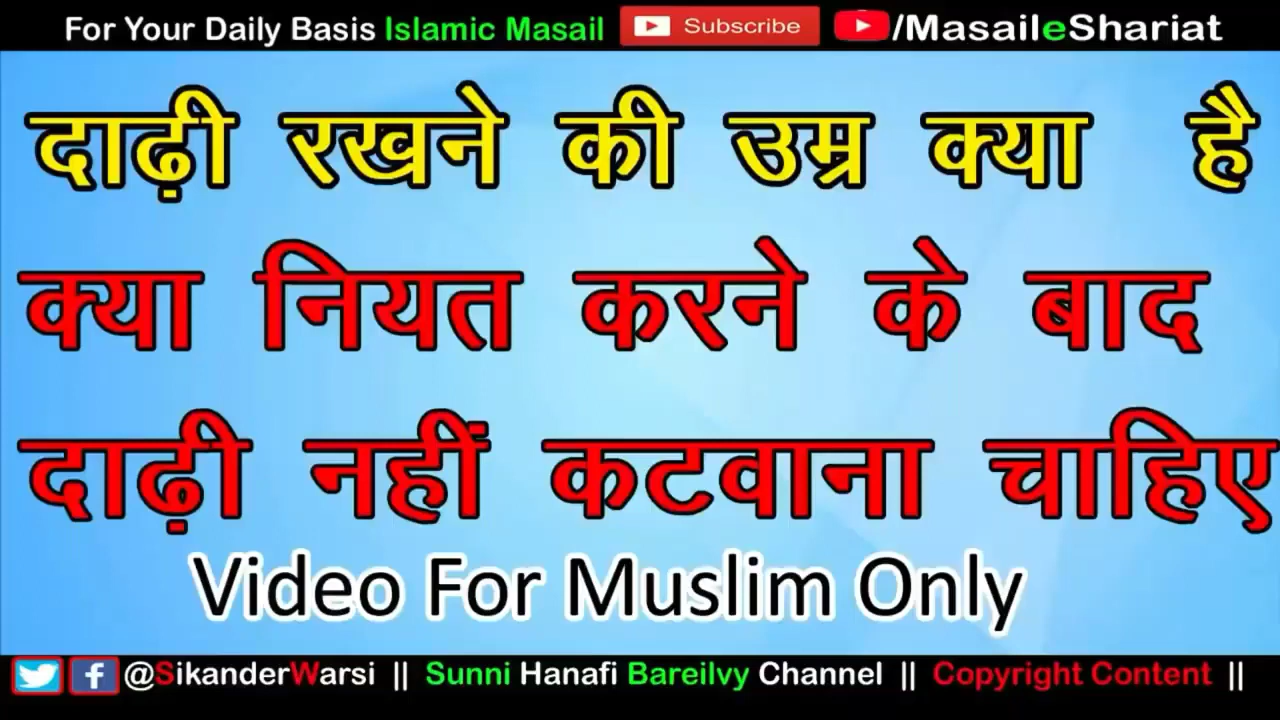 For Your Daily Basis Islamic Masail Subscribe /MasaileShariat
दाढ़ी रखने की उम्र क्या है
क्या नियत करने के बाद
दाढ़ी नहीं कटवाना चाहिए
Video For Muslim Only
@SikanderWarsi || Sunni Hanafi Bareilvy Channel || Copyright Content ||